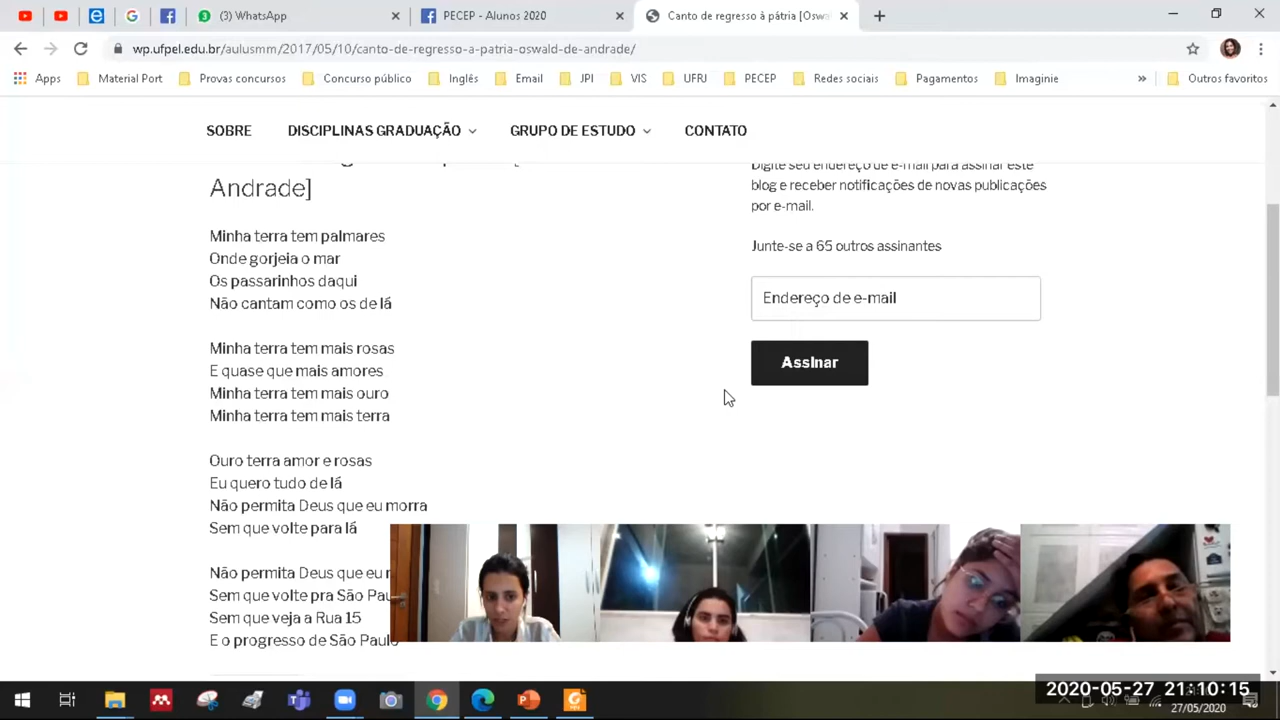 (3) WhatsApp
PECEP - Alunos 2020
Canto de regresso à pátria [Osw
wp.ufpel.edu.br/aulusmm/2017/05/10/canto-de-regresso-a-patria-oswald-de-andrade/
Apps Material Port Provas concursos Concurso público Inglês Email JPI VIS UFRJ PECEP Redes sociais Pagamentos Imaginie » Outros favoritos
SOBRE DISCIPLINAS GRADUAÇÃO GRUPO DE ESTUDO CONTATO
Andrade]
Minha terra tem palmares
Onde gorjeia o mar
Os passarinhos daqui
Não cantam como os de lá
Minha terra tem mais rosas
E quase que mais amores
Minha terra tem mais ouro
Minha terra tem mais terra
Ouro terra amor e rosas
Eu quero tudo de lá
Não permita Deus que eu morra
Sem que volte para lá
Não permita Deus que eu
Sem que volte pra São
Sem que veja a Rua 15
E o progresso de São Paulo
Digite seu endereço de e-mail para assinar este
blog e receber notificações de novas publicações
por e-mail.
Junte-se a 65 outros assinantes
Endereço de e-mail
Assinar
2020-05-27 21:10:15
27/05/2020